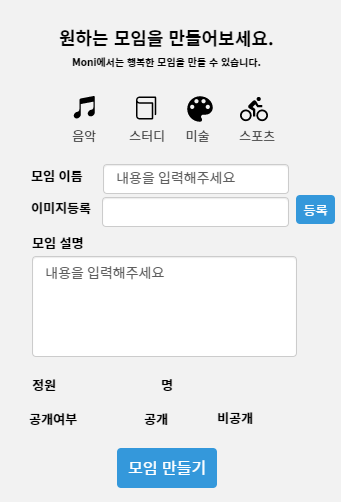 원하는 모임을 만들어보세요.
Moni에서는 행복한 모임을 만들 수 있습니다.
음악 스터디 미술 스포츠
모임 이름 내용을 입력해주세요
이미지등록 등록
모임 설명
내용을 입력해주세요
정원 명
공개여부 공개 비공개
모임 만들기